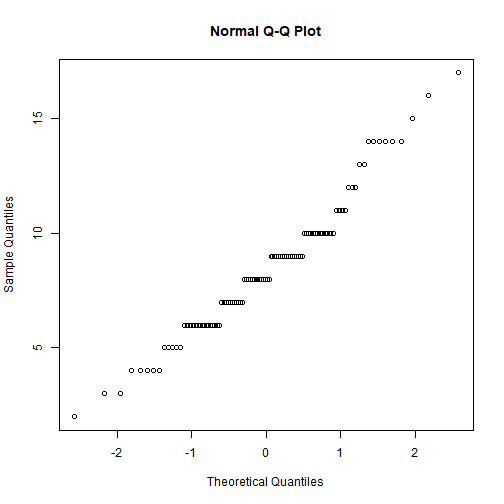 Normal Q-Q Plot
Sample Quantiles
15
10
5
-2 -1 0 1 2
Theoretical Quantiles